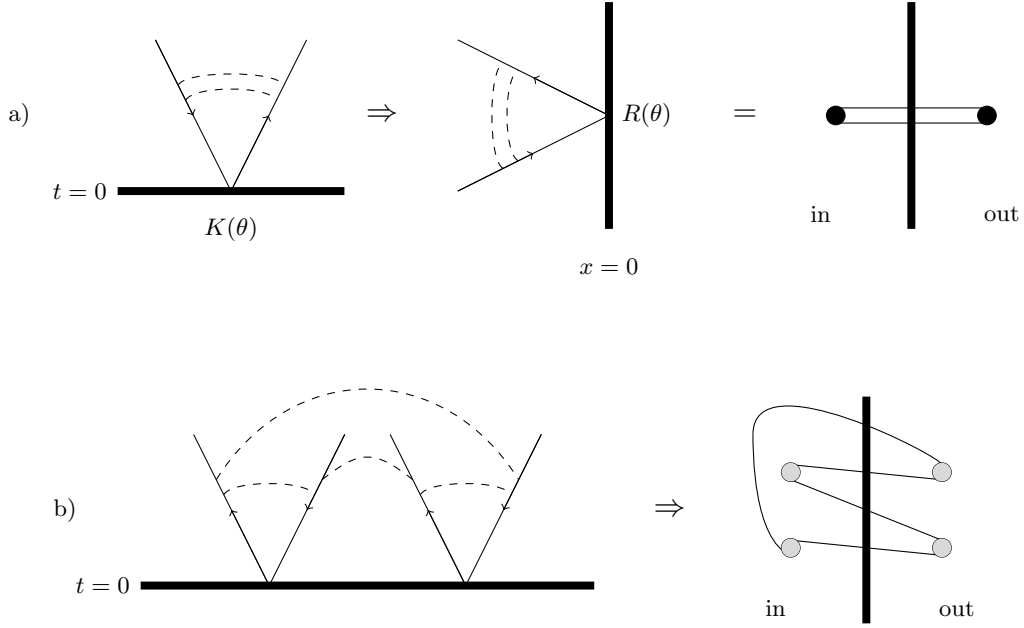 a)
t = 0
K(θ)
⇒
R(θ)
x = 0
=
in
out
b)
t = 0
⇒
in
out